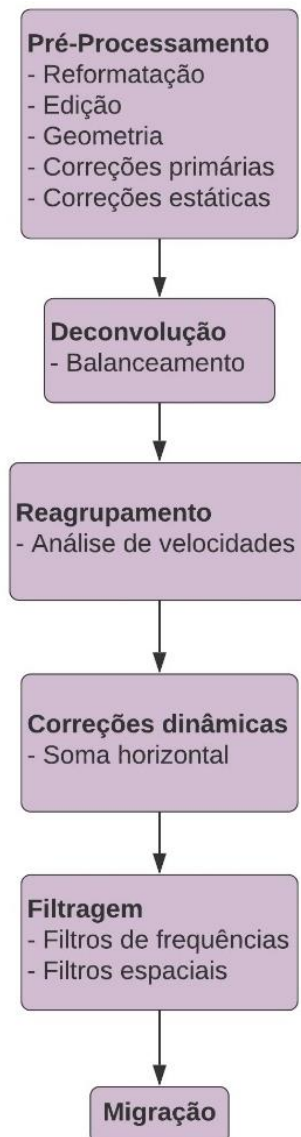 Pré-Processamento
- Reformatação
- Edição
- Geometria
- Correções primárias
- Correções estáticas
Deconvolução
- Balanceamento
Reagrupamento
- Análise de velocidades
Correções dinâmicas
- Soma horizontal
Filtragem
- Filtros de frequências
- Filtros espaciais
Migração